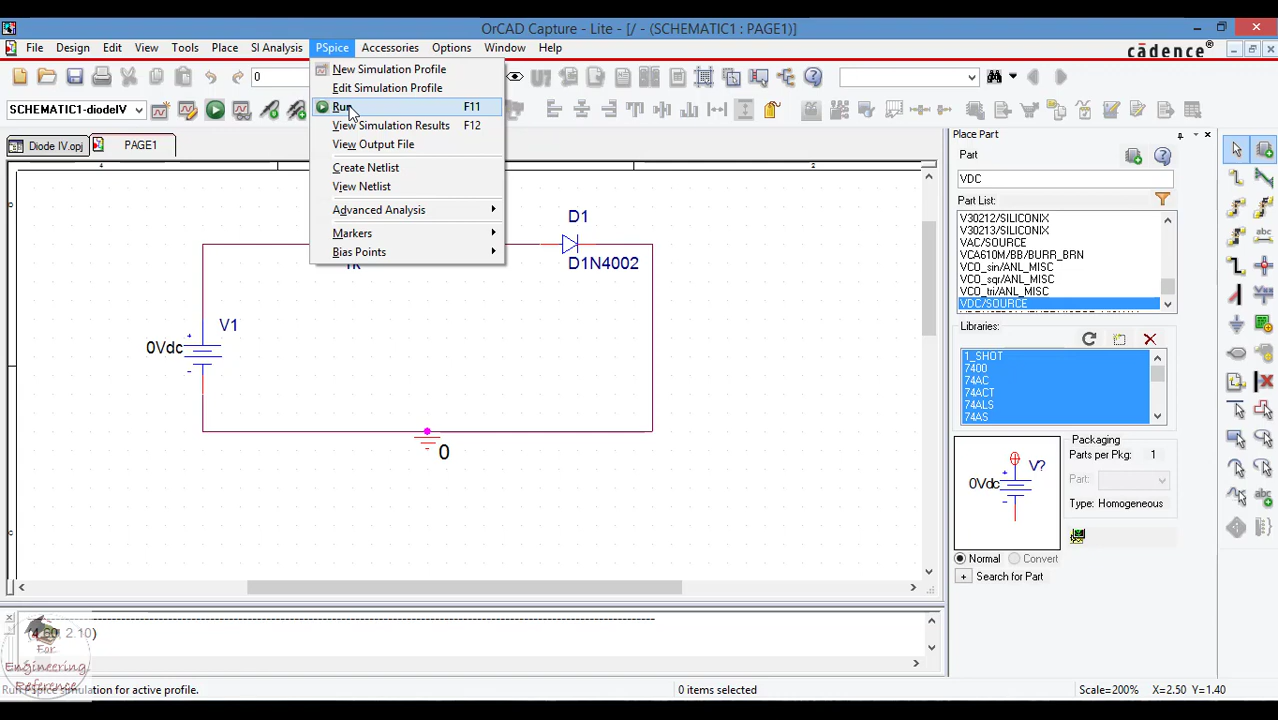 OrCAD Capture - Lite - [/ - (SCHEMATIC1 : PAGE1)]
File Design Edit View Tools Place SI Analysis PSpice Accessories Options Window Help
cādence®
0
SCHEMATIC1-diodeIV
New Simulation Profile
Edit Simulation Profile
Run F11
View Simulation Results F12
View Output File
Create Netlist
View Netlist
Advanced Analysis
Markers
Bias Points
Diode IV.opj
PAGE1
4
2
D1
D1N4002
1k
V1
0Vdc
+
-
0
Place Part
Part
VDC
Part List:
V30212/SILICONIX
V30213/SILICONIX
VAC/SOURCE
VCA610M/BB/BURR_BRN
VCO_sin/ANL_MISC
VCO_sqr/ANL_MISC
VCO_tri/ANL_MISC
VDC/SOURCE
Libraries:
1_SHOT
7400
74AC
74ACT
74ALS
74AS
V?
0Vdc
Packaging
Parts per Pkg: 1
Part:
Type: Homogeneous
Normal
Convert
Search for Part
(4.60, 2.10)
For
Engineering
Reference
Run PSpice simulation for active profile.
0 items selected
Scale=200%
X=2.50 Y=1.40